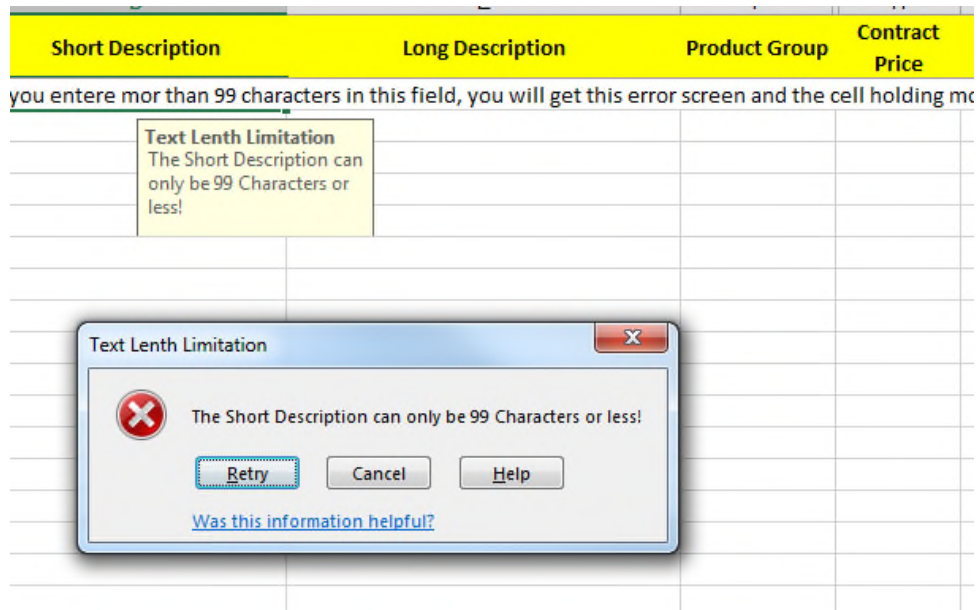 Short Description Long Description Product Group Contract Price
you entere mor than 99 characters in this field, you will get this error screen and the cell holding
Text Lenth Limitation
The Short Description can
only be 99 Characters or
less!
Text Lenth Limitation
The Short Description can only be 99 Characters or less!
Retry Cancel Help
Was this information helpful?